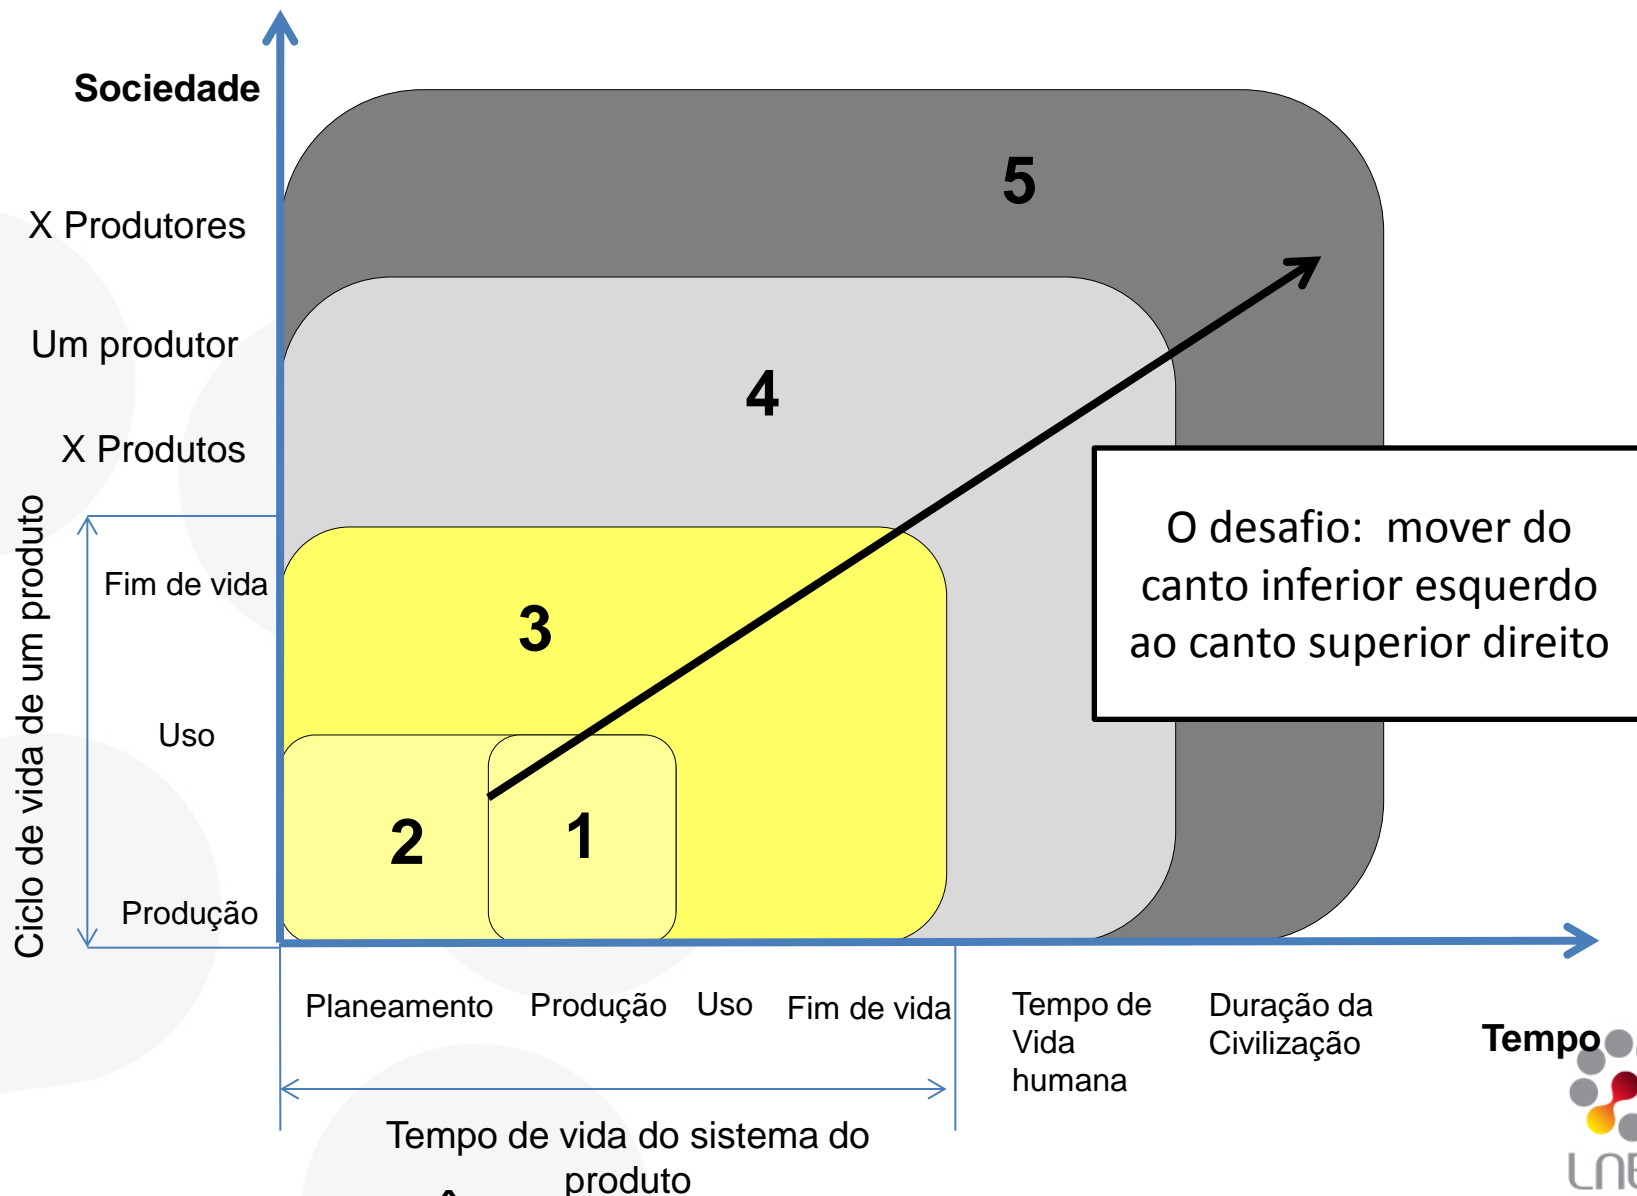 Sociedade
5
X Produtores
Um produtor
4
X Produtos
O desafio:  mover do
canto inferior esquerdo
ao canto superior direito
Ciclo de vida de um produto
Fim de vida
3
Uso
2
1
Produção
Planeamento
Produção
Uso
Fim de vida
Tempo de
Vida
humana
Duração da
Civilização
Tempo
Tempo de vida do sistema do
produto